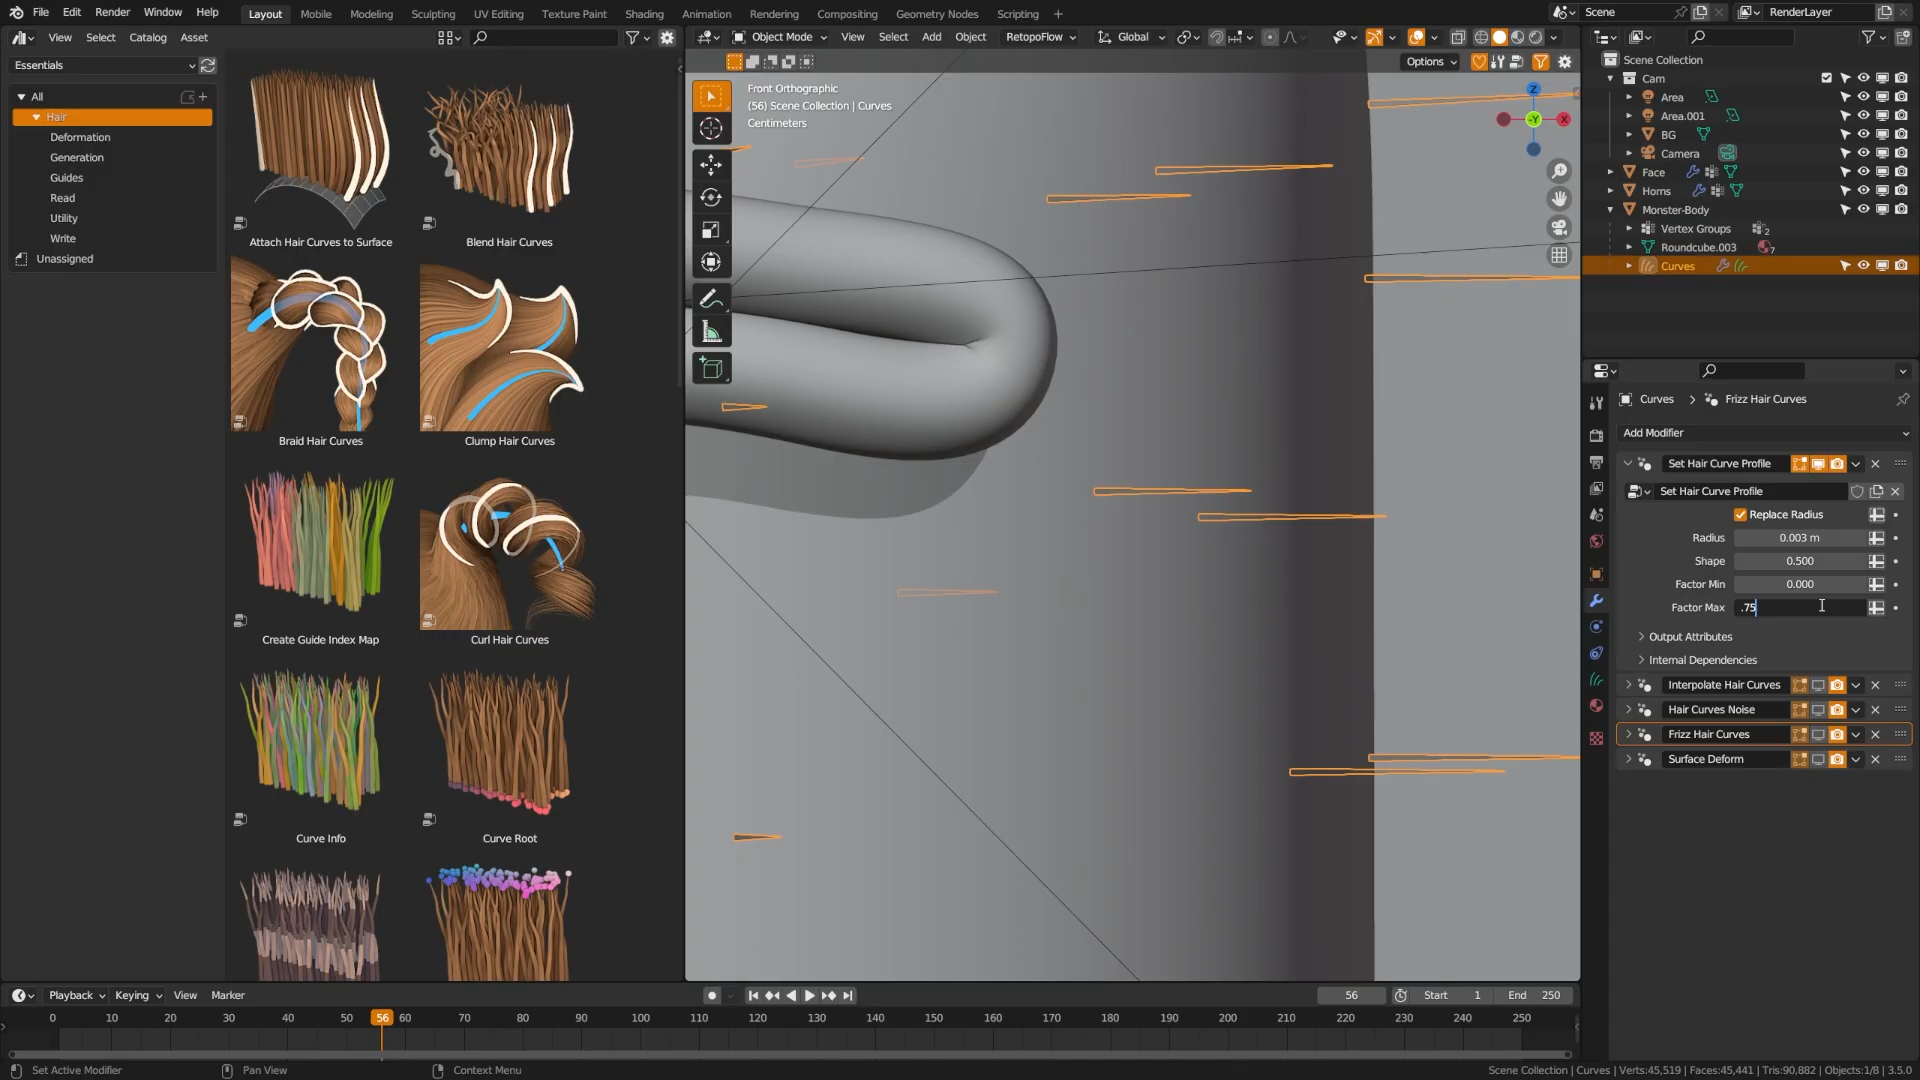 File Edit Render Window Help Layout Mobile Modeling Sculpting UV Editing Texture Paint Shading Animation Rendering Compositing Geometry Nodes Scripting + Scene RenderLayer
View Select Catalog Asset
Object Mode View Select Add Object RetopoFlow Global
Essentials
Options
All
Hair
Deformation
Generation
Guides
Read
Utility
Write
Unassigned
Attach Hair Curves to Surface
Blend Hair Curves
Braid Hair Curves
Clump Hair Curves
Create Guide Index Map
Curl Hair Curves
Curve Info
Curve Root
Front Orthographic
(56) Scene Collection | Curves
Centimeters
Z
-Y
X
Scene Collection
Cam
Area
Area.001
BG
Camera
Face
Horns
Monster-Body
Vertex Groups 2
Roundcube.003 7
Curves
Curves > Frizz Hair Curves
Add Modifier
Set Hair Curve Profile
Set Hair Curve Profile
Replace Radius
Radius 0.003 m
Shape 0.500
Factor Min 0.000
Factor Max .75
Output Attributes
Internal Dependencies
Interpolate Hair Curves
Hair Curves Noise
Frizz Hair Curves
Surface Deform
Playback Keying View Marker 56 Start 1 End 250
0 10 20 30 40 50 56 60 70 80 90 100 110 120 130 140 150 160 170 180 190 200 210 220 230 240 250
Set Active Modifier Pan View Context Menu Scene Collection | Curves | Verts:45,519 | Faces:45,441 | Tris:90,882 | Objects:1/8 | 3.5.0